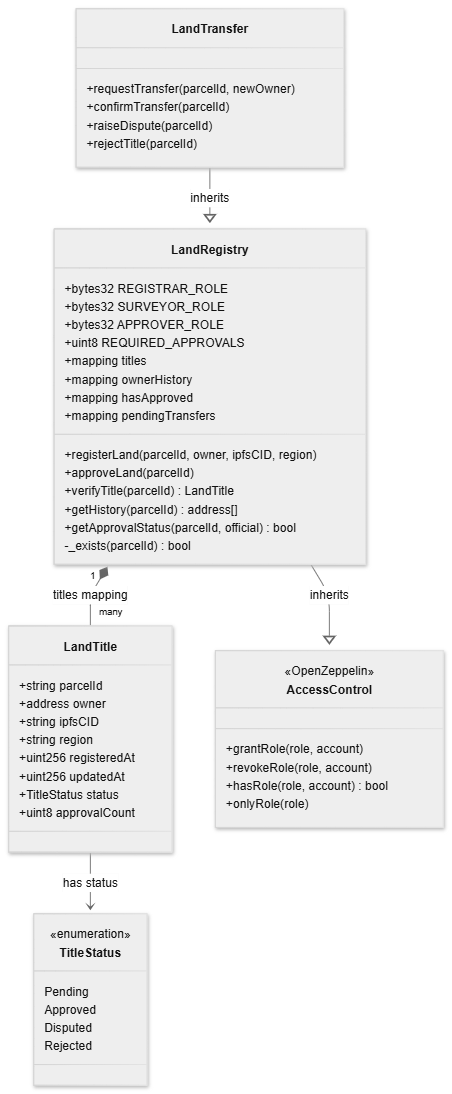 LandTransfer
+requestTransfer(parcelId, newOwner)
+confirmTransfer(parcelId)
+raiseDispute(parcelId)
+rejectTitle(parcelId)
inherits
LandRegistry
+bytes32 REGISTRAR_ROLE
+bytes32 SURVEYOR_ROLE
+bytes32 APPROVER_ROLE
+uint8 REQUIRED_APPROVALS
+mapping titles
+mapping ownerHistory
+mapping hasApproved
+mapping pendingTransfers
+registerLand(parcelId, owner, ipfsCID, region)
+approveLand(parcelId)
+verifyTitle(parcelId) : LandTitle
+getHistory(parcelId) : address[]
+getApprovalStatus(parcelId, official) : bool
-_exists(parcelId) : bool
1
titles mapping
many
inherits
LandTitle
+string parcelId
+address owner
+string ipfsCID
+string region
+uint256 registeredAt
+uint256 updatedAt
+TitleStatus status
+uint8 approvalCount
«OpenZeppelin»
AccessControl
+grantRole(role, account)
+revokeRole(role, account)
+hasRole(role, account) : bool
+onlyRole(role)
has status
«enumeration»
TitleStatus
Pending
Approved
Disputed
Rejected